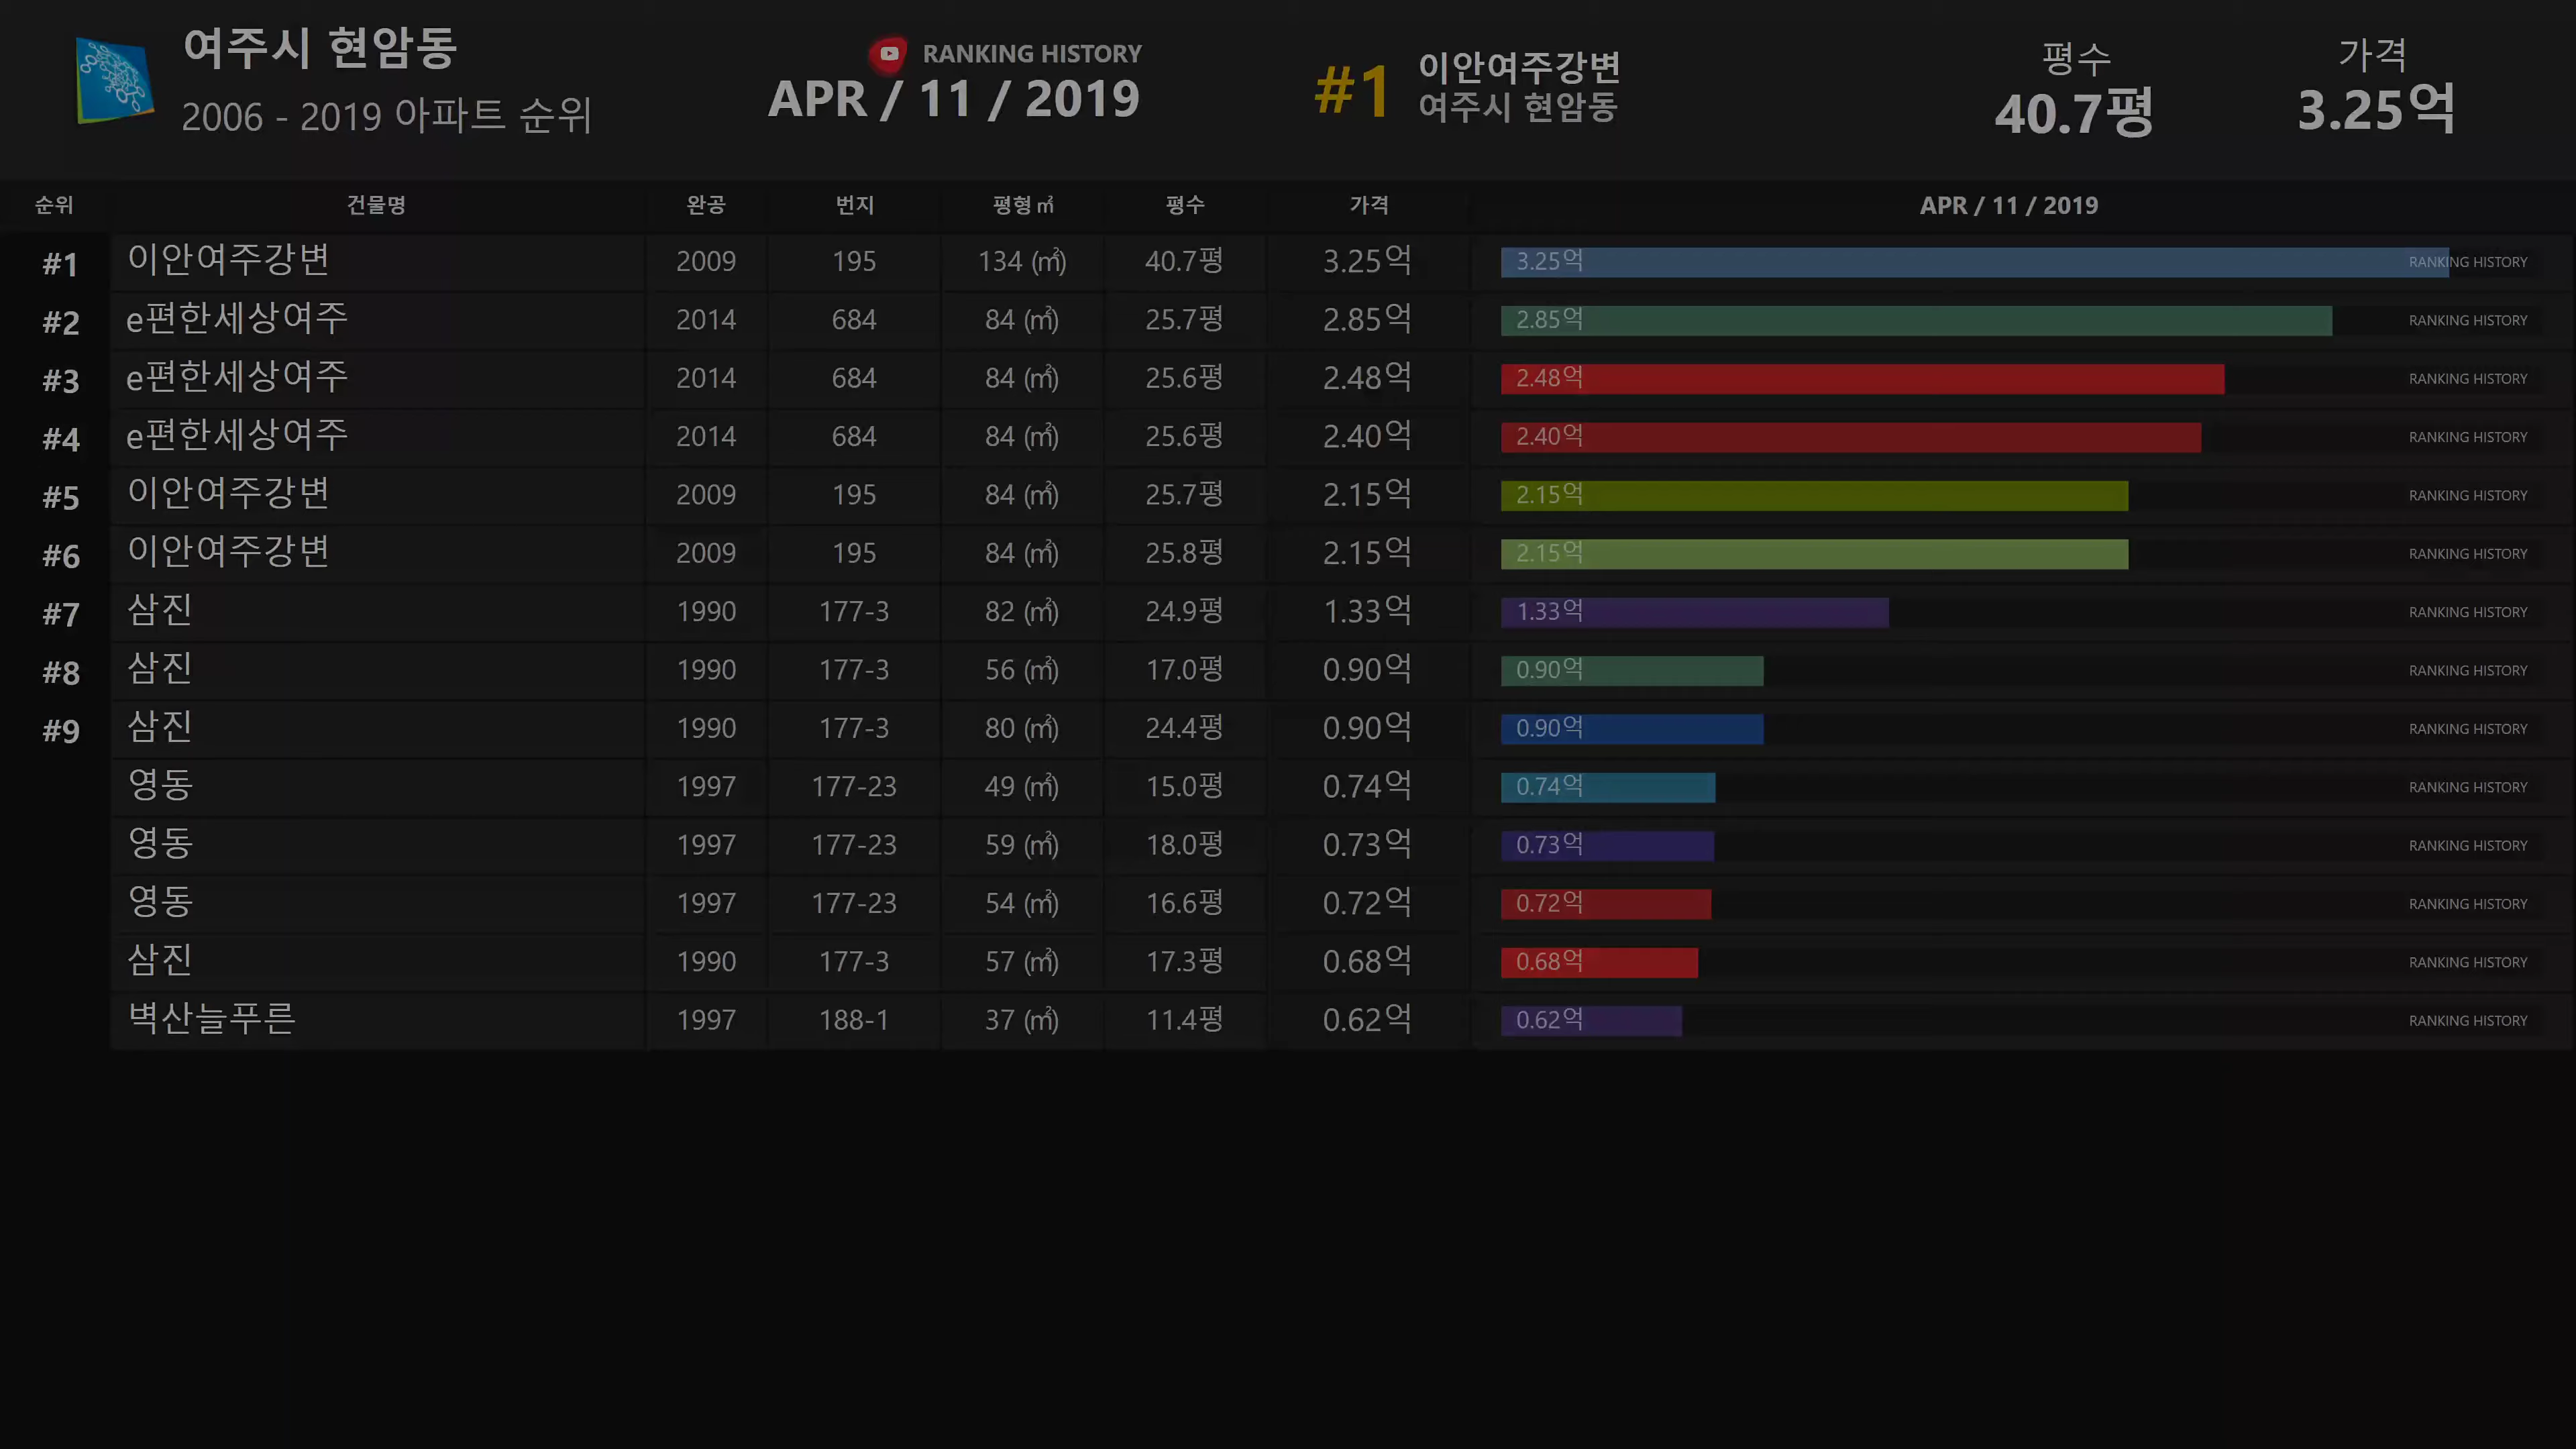 여주시 현암동
2006 - 2019 아파트 순위
RANKING HISTORY
APR / 11 / 2019
#1
이안여주강변
여주시 현암동
평수
40.7평
가격
3.25억
순위 건물명 완공 번지 평형㎡ 평수 가격 APR / 11 / 2019
#1 이안여주강변 2009 195 134 (㎡) 40.7평 3.25억 3.25억 RANKING HISTORY
#2 e편한세상여주 2014 684 84 (㎡) 25.7평 2.85억 2.85억 RANKING HISTORY
#3 e편한세상여주 2014 684 84 (㎡) 25.6평 2.48억 2.48억 RANKING HISTORY
#4 e편한세상여주 2014 684 84 (㎡) 25.6평 2.40억 2.40억 RANKING HISTORY
#5 이안여주강변 2009 195 84 (㎡) 25.7평 2.15억 2.15억 RANKING HISTORY
#6 이안여주강변 2009 195 84 (㎡) 25.8평 2.15억 2.15억 RANKING HISTORY
#7 삼진 1990 177-3 82 (㎡) 24.9평 1.33억 1.33억 RANKING HISTORY
#8 삼진 1990 177-3 56 (㎡) 17.0평 0.90억 0.90억 RANKING HISTORY
#9 삼진 1990 177-3 80 (㎡) 24.4평 0.90억 0.90억 RANKING HISTORY
영동 1997 177-23 49 (㎡) 15.0평 0.74억 0.74억 RANKING HISTORY
영동 1997 177-23 59 (㎡) 18.0평 0.73억 0.73억 RANKING HISTORY
영동 1997 177-23 54 (㎡) 16.6평 0.72억 0.72억 RANKING HISTORY
삼진 1990 177-3 57 (㎡) 17.3평 0.68억 0.68억 RANKING HISTORY
벽산늘푸른 1997 188-1 37 (㎡) 11.4평 0.62억 0.62억 RANKING HISTORY